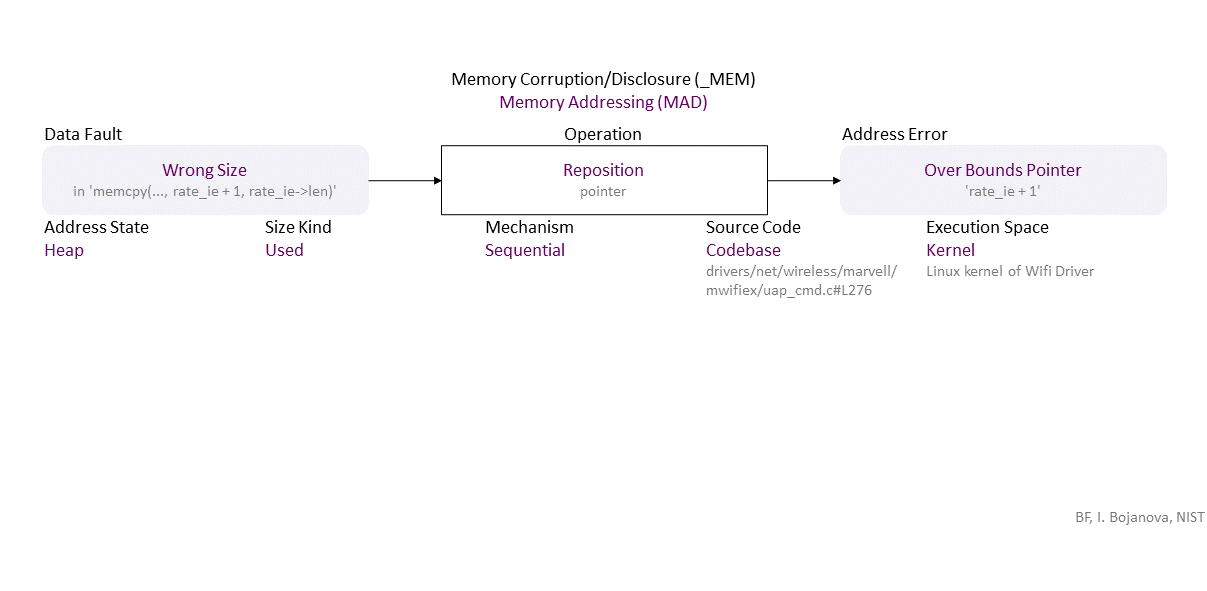 Memory Corruption/Disclosure (_MEM)
Memory Addressing (MAD)
Data Fault
Operation
Address Error
Wrong Size
in 'memcpy(..., rate_ie + 1, rate_ie->len)'
Reposition
pointer
Over Bounds Pointer
'rate_ie + 1'
Address State
Heap
Size Kind
Used
Mechanism
Sequential
Source Code
Codebase
drivers/net/wireless/marvell/
mwifiex/uap_cmd.c#L276
Execution Space
Kernel
Linux kernel of Wifi Driver
BF, I. Bojanova, NIST